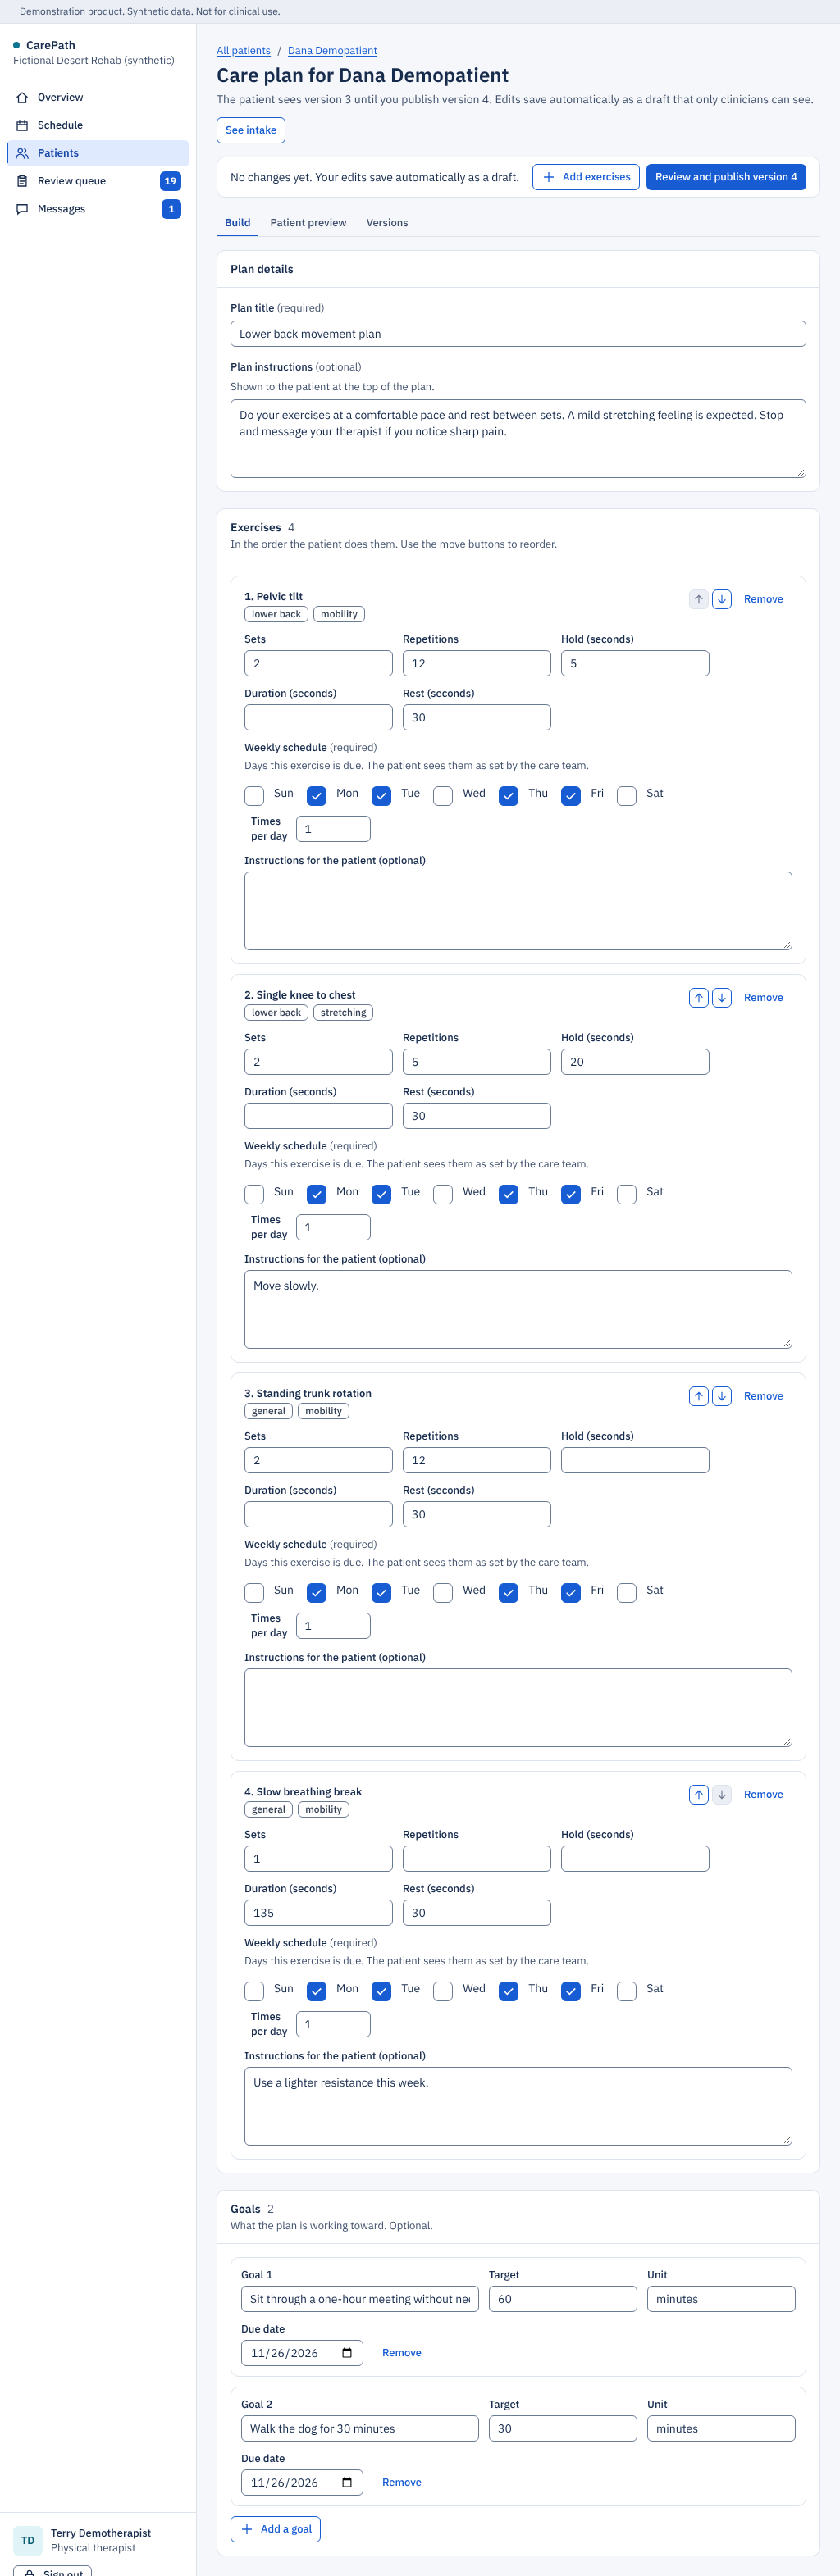 Demonstration product. Synthetic data. Not for clinical use.
CarePath
Fictional Desert Rehab (synthetic)
Overview
Schedule
Patients
Review queue 19
Messages 1
All patients / Dana Demopatient
Care plan for Dana Demopatient
The patient sees version 3 until you publish version 4. Edits save automatically as a draft that only clinicians can see.
See intake
No changes yet. Your edits save automatically as a draft. Add exercises Review and publish version 4
Build Patient preview Versions
Plan details
Plan title (required)
Lower back movement plan
Plan instructions (optional)
Shown to the patient at the top of the plan.
Do your exercises at a comfortable pace and rest between sets. A mild stretching feeling is expected. Stop
and message your therapist if you notice sharp pain.
Exercises 4
In the order the patient does them. Use the move buttons to reorder.
1. Pelvic tilt Remove
lower back mobility
Sets Repetitions Hold (seconds)
2 12 5
Duration (seconds) Rest (seconds)
30
Weekly schedule (required)
Days this exercise is due. The patient sees them as set by the care team.
Sun Mon Tue Wed Thu Fri Sat
Times
per day 1
Instructions for the patient (optional)
2. Single knee to chest Remove
lower back stretching
Sets Repetitions Hold (seconds)
2 5 20
Duration (seconds) Rest (seconds)
30
Weekly schedule (required)
Days this exercise is due. The patient sees them as set by the care team.
Sun Mon Tue Wed Thu Fri Sat
Times
per day 1
Instructions for the patient (optional)
Move slowly.
3. Standing trunk rotation Remove
general mobility
Sets Repetitions Hold (seconds)
2 12
Duration (seconds) Rest (seconds)
30
Weekly schedule (required)
Days this exercise is due. The patient sees them as set by the care team.
Sun Mon Tue Wed Thu Fri Sat
Times
per day 1
Instructions for the patient (optional)
4. Slow breathing break Remove
general mobility
Sets Repetitions Hold (seconds)
1
Duration (seconds) Rest (seconds)
135 30
Weekly schedule (required)
Days this exercise is due. The patient sees them as set by the care team.
Sun Mon Tue Wed Thu Fri Sat
Times
per day 1
Instructions for the patient (optional)
Use a lighter resistance this week.
Goals 2
What the plan is working toward. Optional.
Goal 1 Target Unit
Sit through a one-hour meeting without 60 minutes
Due date
11/26/2026 Remove
Goal 2 Target Unit
Walk the dog for 30 minutes 30 minutes
Due date
11/26/2026 Remove
Add a goal
TD Terry Demotherapist
Physical therapist
Sign out